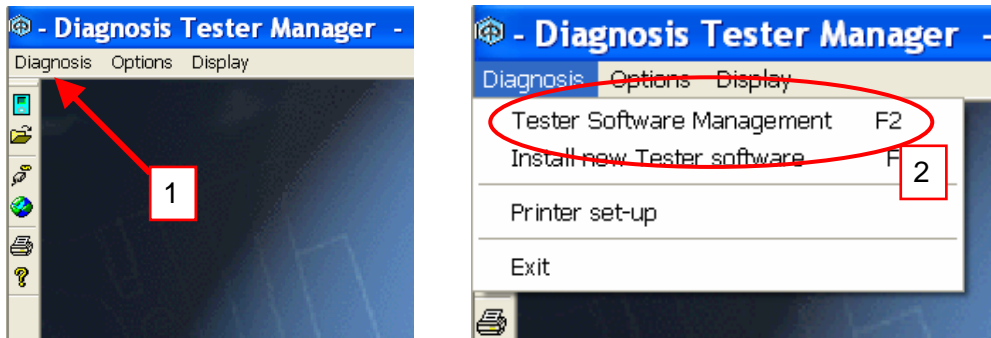 - Diagnosis Tester Manager -
Diagnosis Options Display
1
- Diagnosis Tester Manager -
Diagnosis Options Display
Tester Software Management F2
Install new Tester software F
2
Printer set-up
Exit